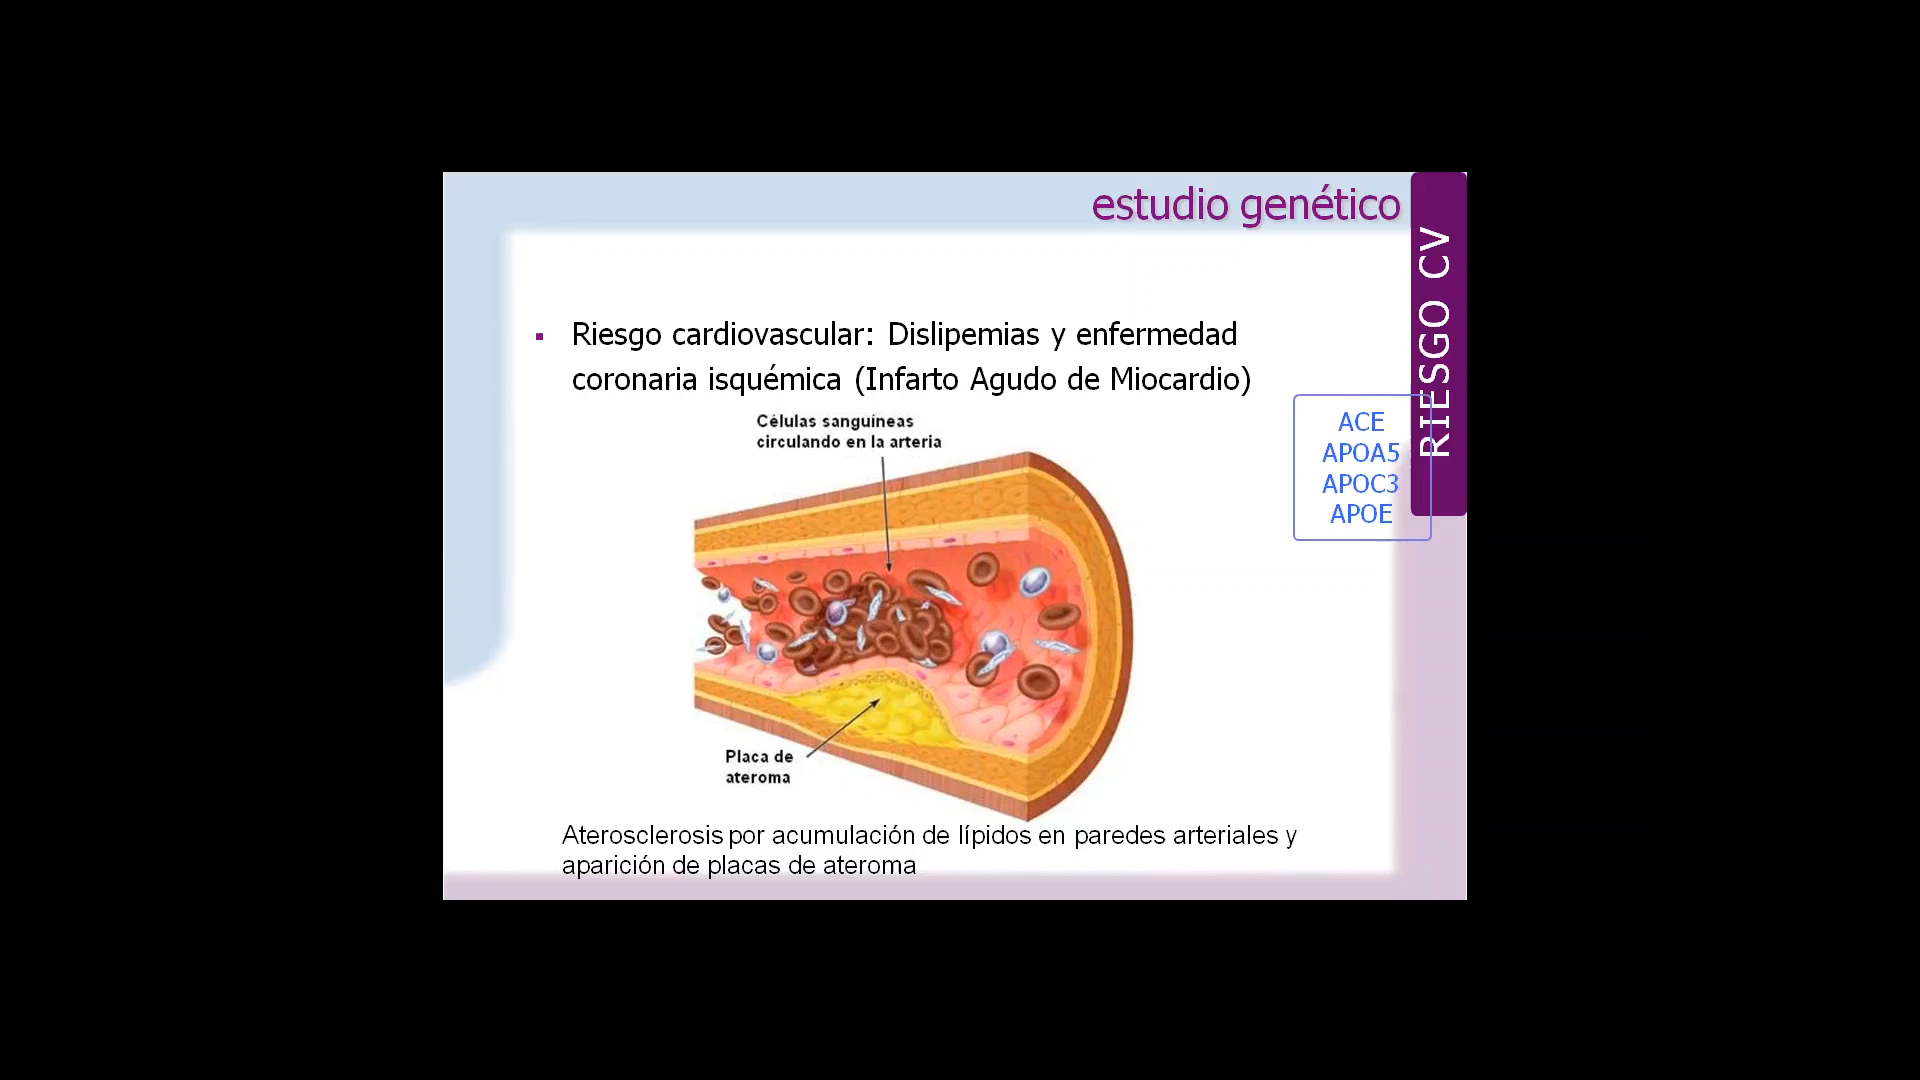 estudio genético
RIESGO CV
▪ Riesgo cardiovascular: Dislipemias y enfermedad
coronaria isquémica (Infarto Agudo de Miocardio)
Células sanguíneas
circulando en la arteria
ACE
APOA5
APOC3
APOE
Placa de
ateroma
Aterosclerosis por acumulación de lípidos en paredes arteriales y
aparición de placas de ateroma